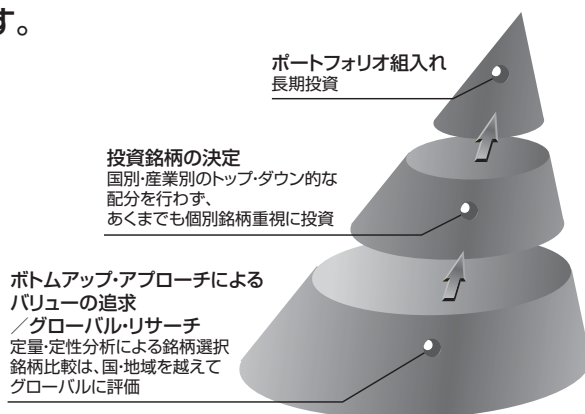 す。
ポートフォリオ組入れ
長期投資
投資銘柄の決定
国別・産業別のトップ・ダウン的な
配分を行わず、
あくまでも個別銘柄重視に投資
ボトムアップ・アプローチによる
バリューの追求
／グローバル・リサーチ
定量・定性分析による銘柄選択
銘柄比較は、国・地域を越えて
グローバルに評価